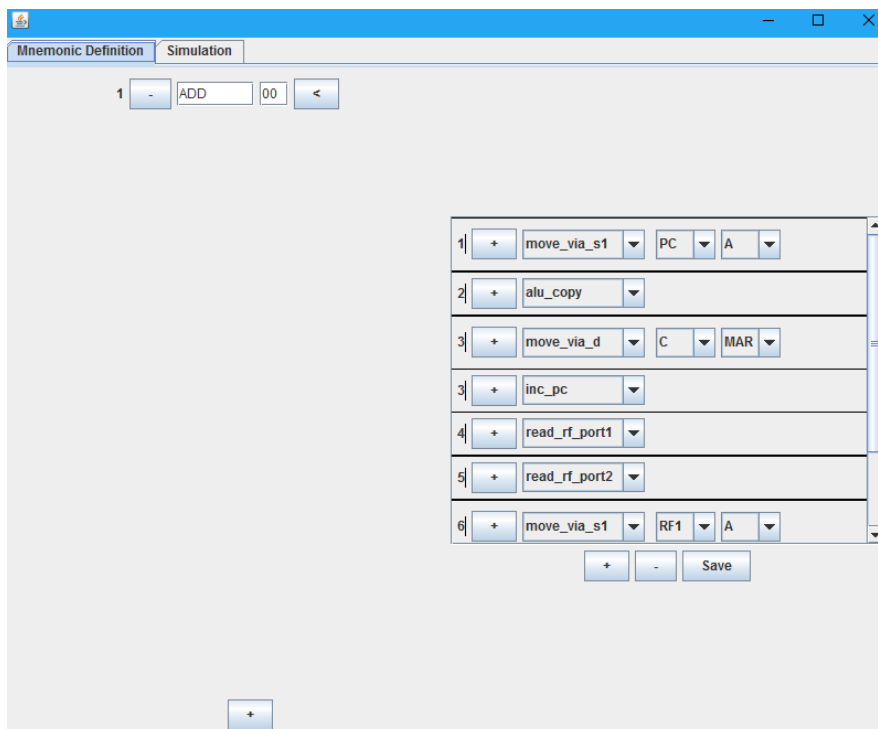 Mnemonic Definition Simulation
1 - ADD 00 <
1 + move_via_s1 PC A
2 + alu_copy
3 + move_via_d C MAR
3 + inc_pc
4 + read_rf_port1
5 + read_rf_port2
6 + move_via_s1 RF1 A
+ - Save
+